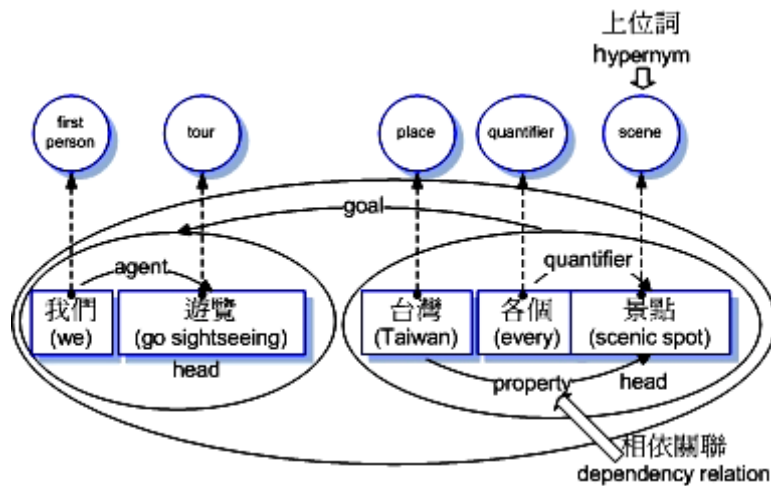 上位詞
hypernym
first
person
tour
place
quantifier
scene
goal
agent
quantifier
我們
(we)
遊覽
(go sightseeing)
台灣
(Taiwan)
各個
(every)
景點
(scenic spot)
head
property
head
相依關聯
dependency relation